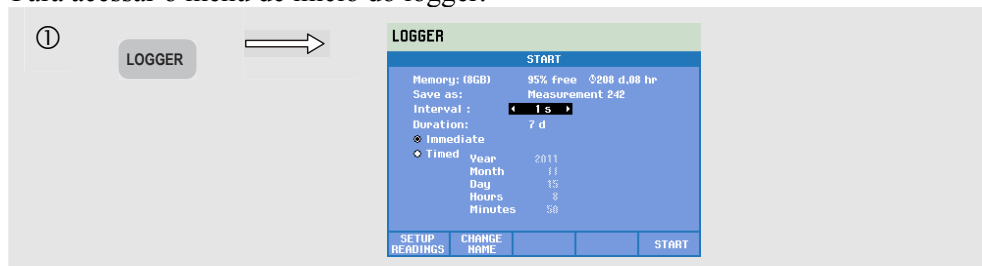 Para acessar o menu de início do logger:
①
LOGGER
LOGGER
START
Memory: (8GB) 95% free 208 d,08 hr
Save as: Measurement 242
Interval : 1 s
Duration: 7 d
Immediate
Timed
Year 2011
Month 11
Day 15
Hours 8
Minutes 50
SETUP READINGS CHANGE NAME START